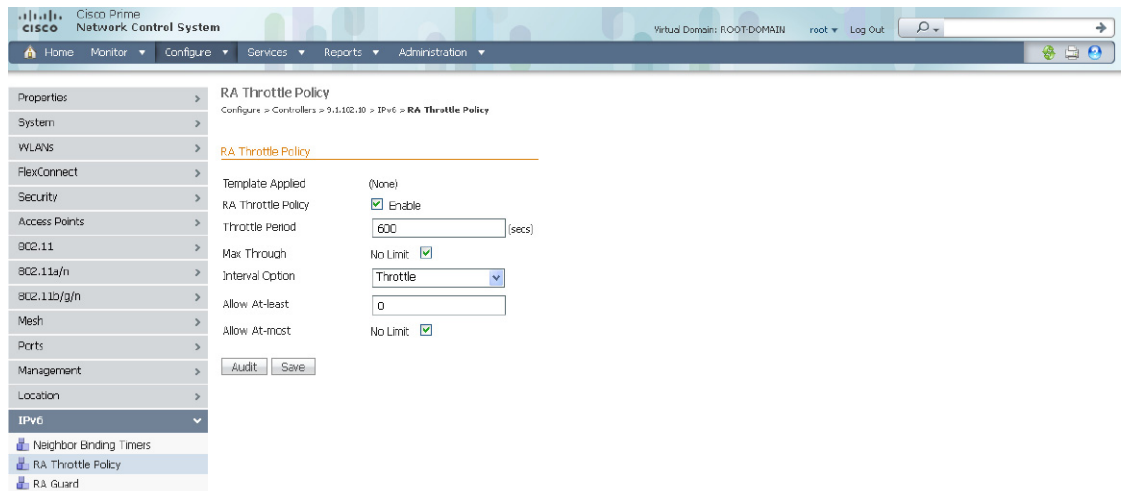 Cisco Prime
CISCO Network Control System
Virtual Domain: ROOT-DOMAIN root Log Out
Home Monitor Configure Services Reports Administration
Properties
System
WLANs
FlexConnect
Security
Access Points
802.11
802.11a/n
802.11b/g/n
Mesh
Ports
Management
Location
IPv6
Neighbor Binding Timers
RA Throttle Policy
RA Guard
RA Throttle Policy
Configure > Controllers > 9.1.102.10 > IPv6 > RA Throttle Policy
RA Throttle Policy
Template Applied (None)
RA Throttle Policy Enable
Throttle Period 600 (secs)
Max Through No Limit
Interval Option Throttle
Allow At-least 0
Allow At-most No Limit
Audit Save